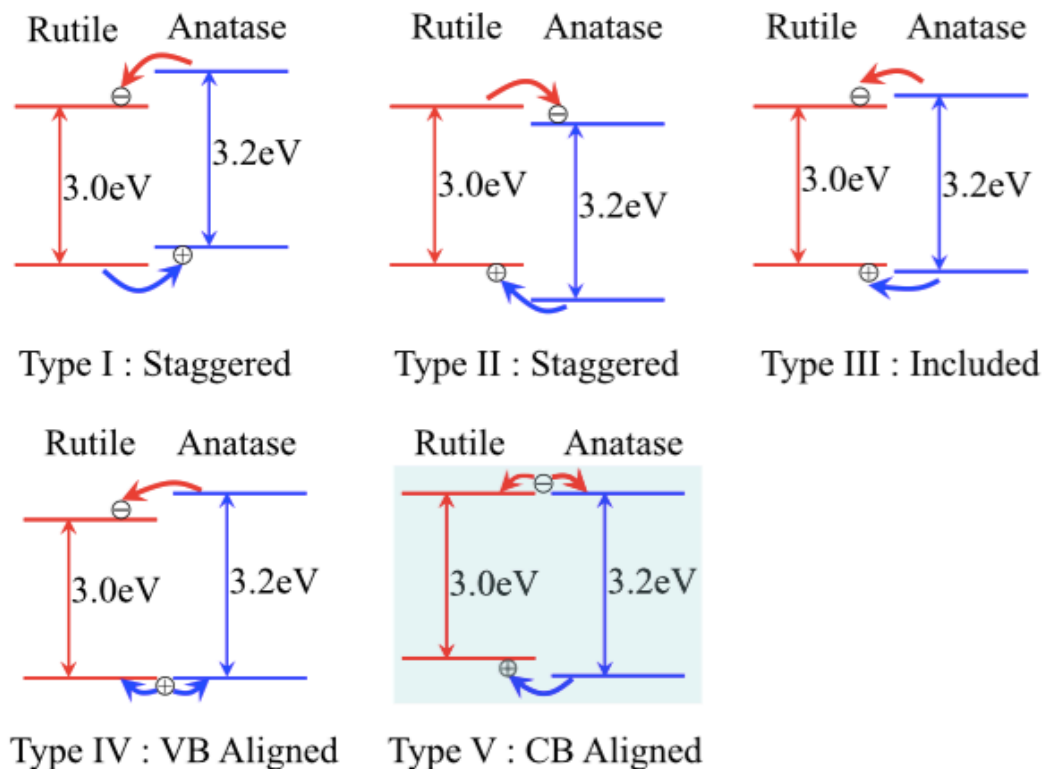 Rutile Anatase
3.0eV 3.2eV
Type I : Staggered
Rutile Anatase
3.0eV 3.2eV
Type II : Staggered
Rutile Anatase
3.0eV 3.2eV
Type III : Included
Rutile Anatase
3.0eV 3.2eV
Type IV : VB Aligned
Rutile Anatase
3.0eV 3.2eV
Type V : CB Aligned